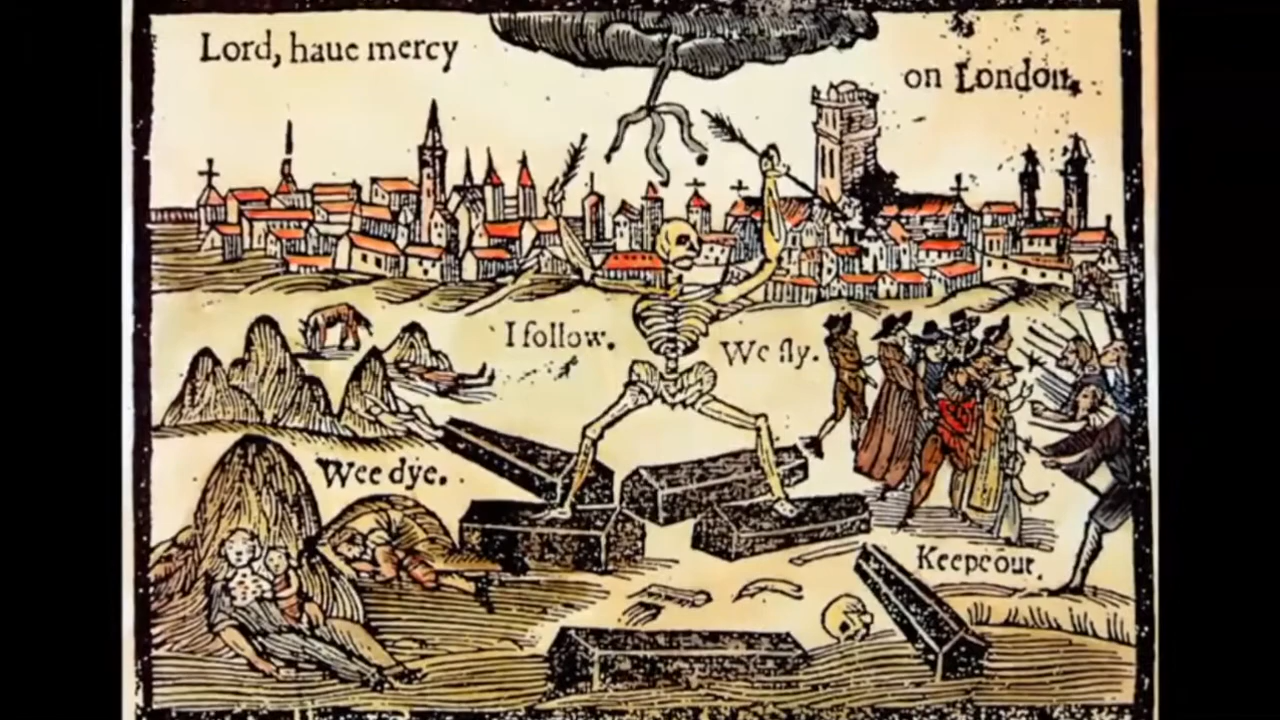 Lord, haue mercy
on London.
I follow.
We fly.
Wee dye.
Keepe out.